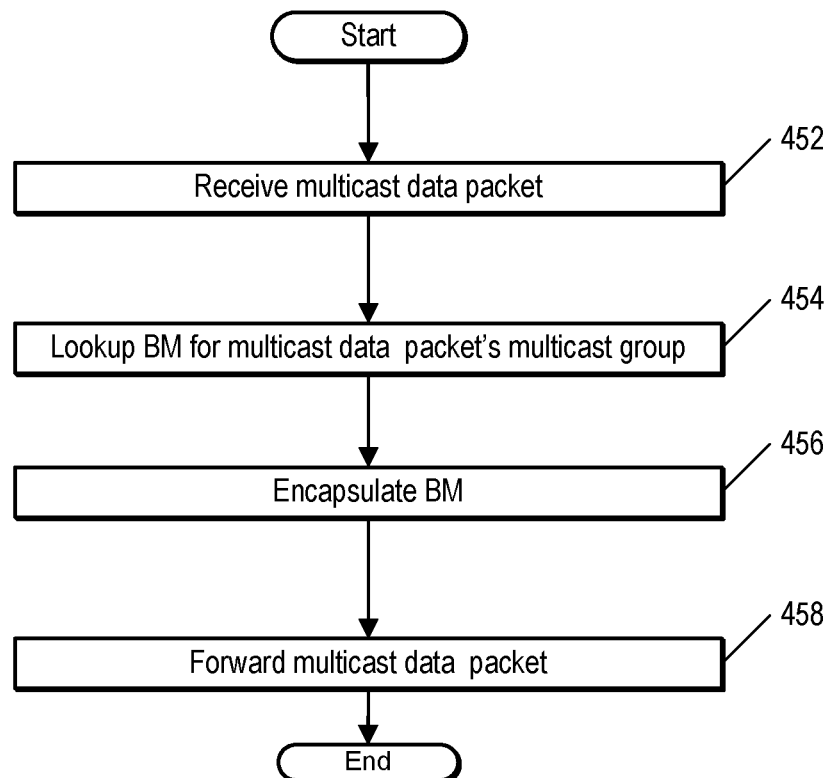 Start
452
Receive multicast data packet
454
Lookup BM for multicast data packet's multicast group
456
Encapsulate BM
458
Forward multicast data packet
End